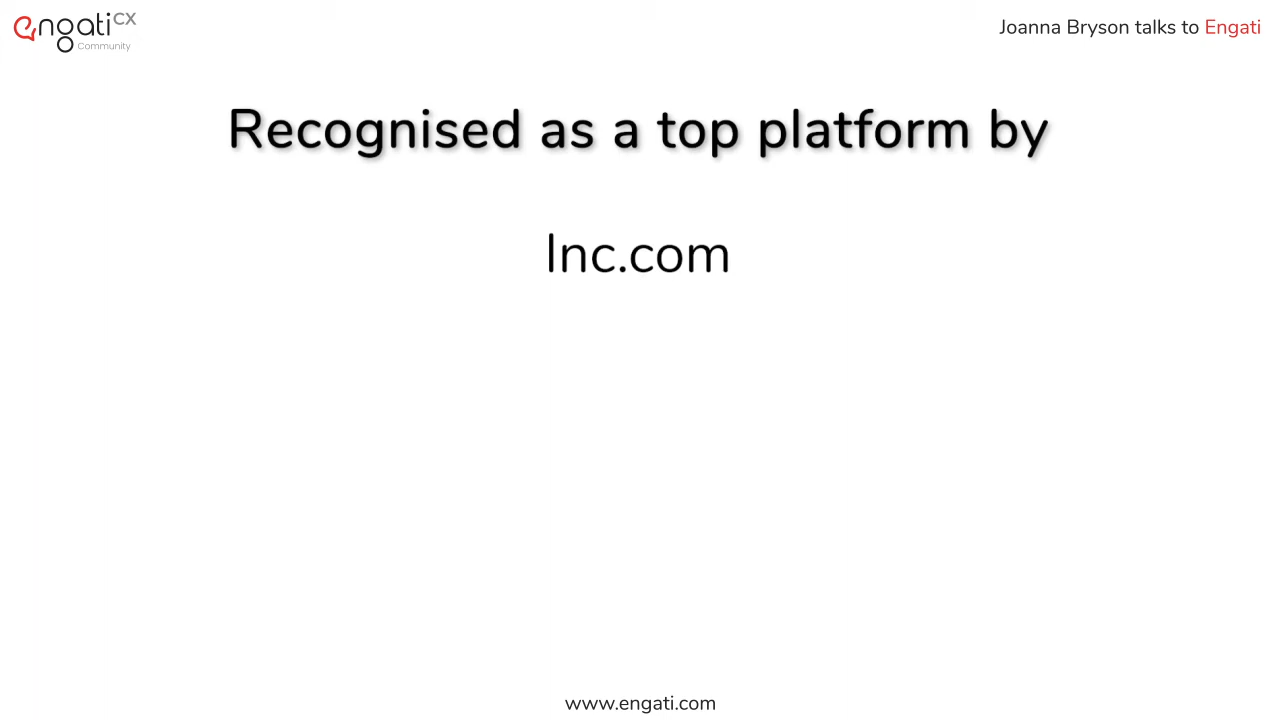 engati CX
Community
Joanna Bryson talks to Engati
Recognised as a top platform by
Inc.com
www.engati.com